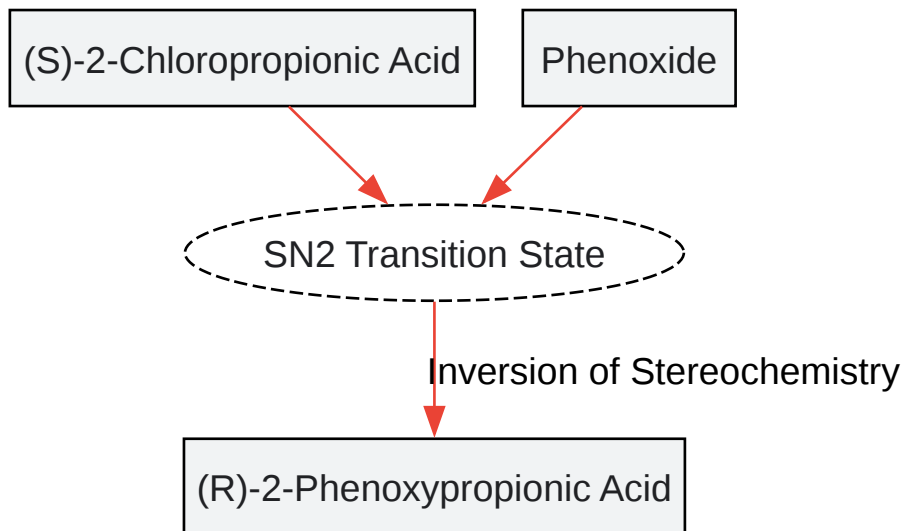 (S)-2-Chloropropionic Acid
Phenoxide
SN2 Transition State
Inversion of Stereochemistry
(R)-2-Phenoxypropionic Acid